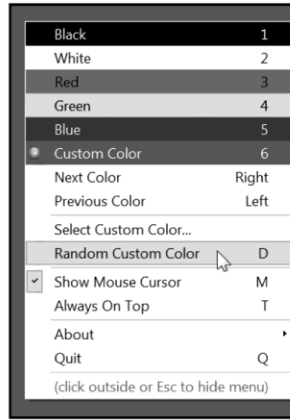 Black 1
White 2
Red 3
Green 4
Blue 5
Custom Color 6
Next Color Right
Previous Color Left
Select Custom Color...
Random Custom Color D
Show Mouse Cursor M
Always On Top T
About
Quit Q
(click outside or Esc to hide menu)